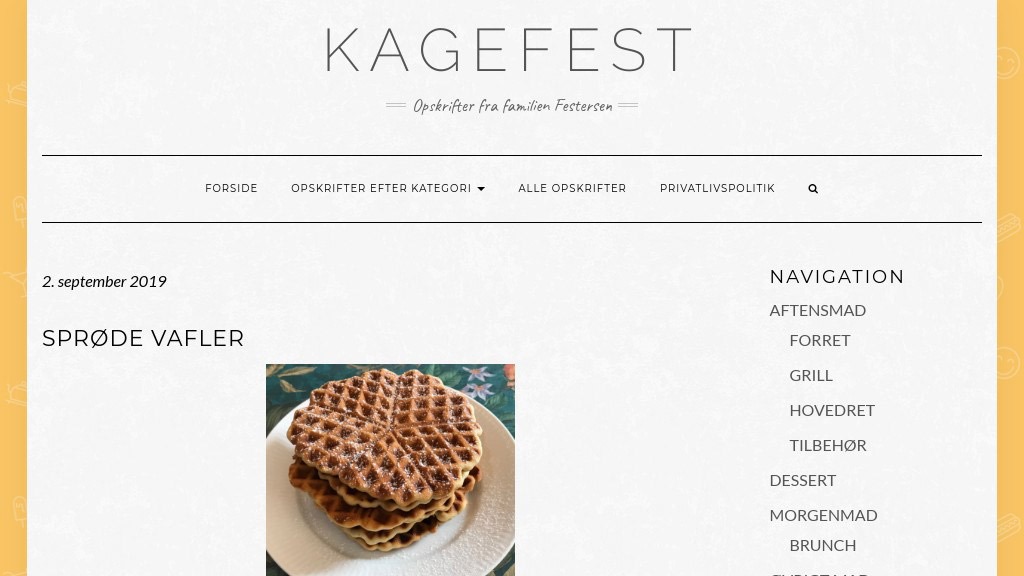 KAGEFEST
Opskrifter fra familien Festersen
FORSIDE
OPSKRIFTER EFTER KATEGORI
ALLE OPSKRIFTER
PRIVATLIVSPOLITIK
2. september 2019
SPRØDE VAFLER
NAVIGATION
AFTENSMAD
FORRET
GRILL
HOVEDRET
TILBEHØR
DESSERT
MORGENMAD
BRUNCH